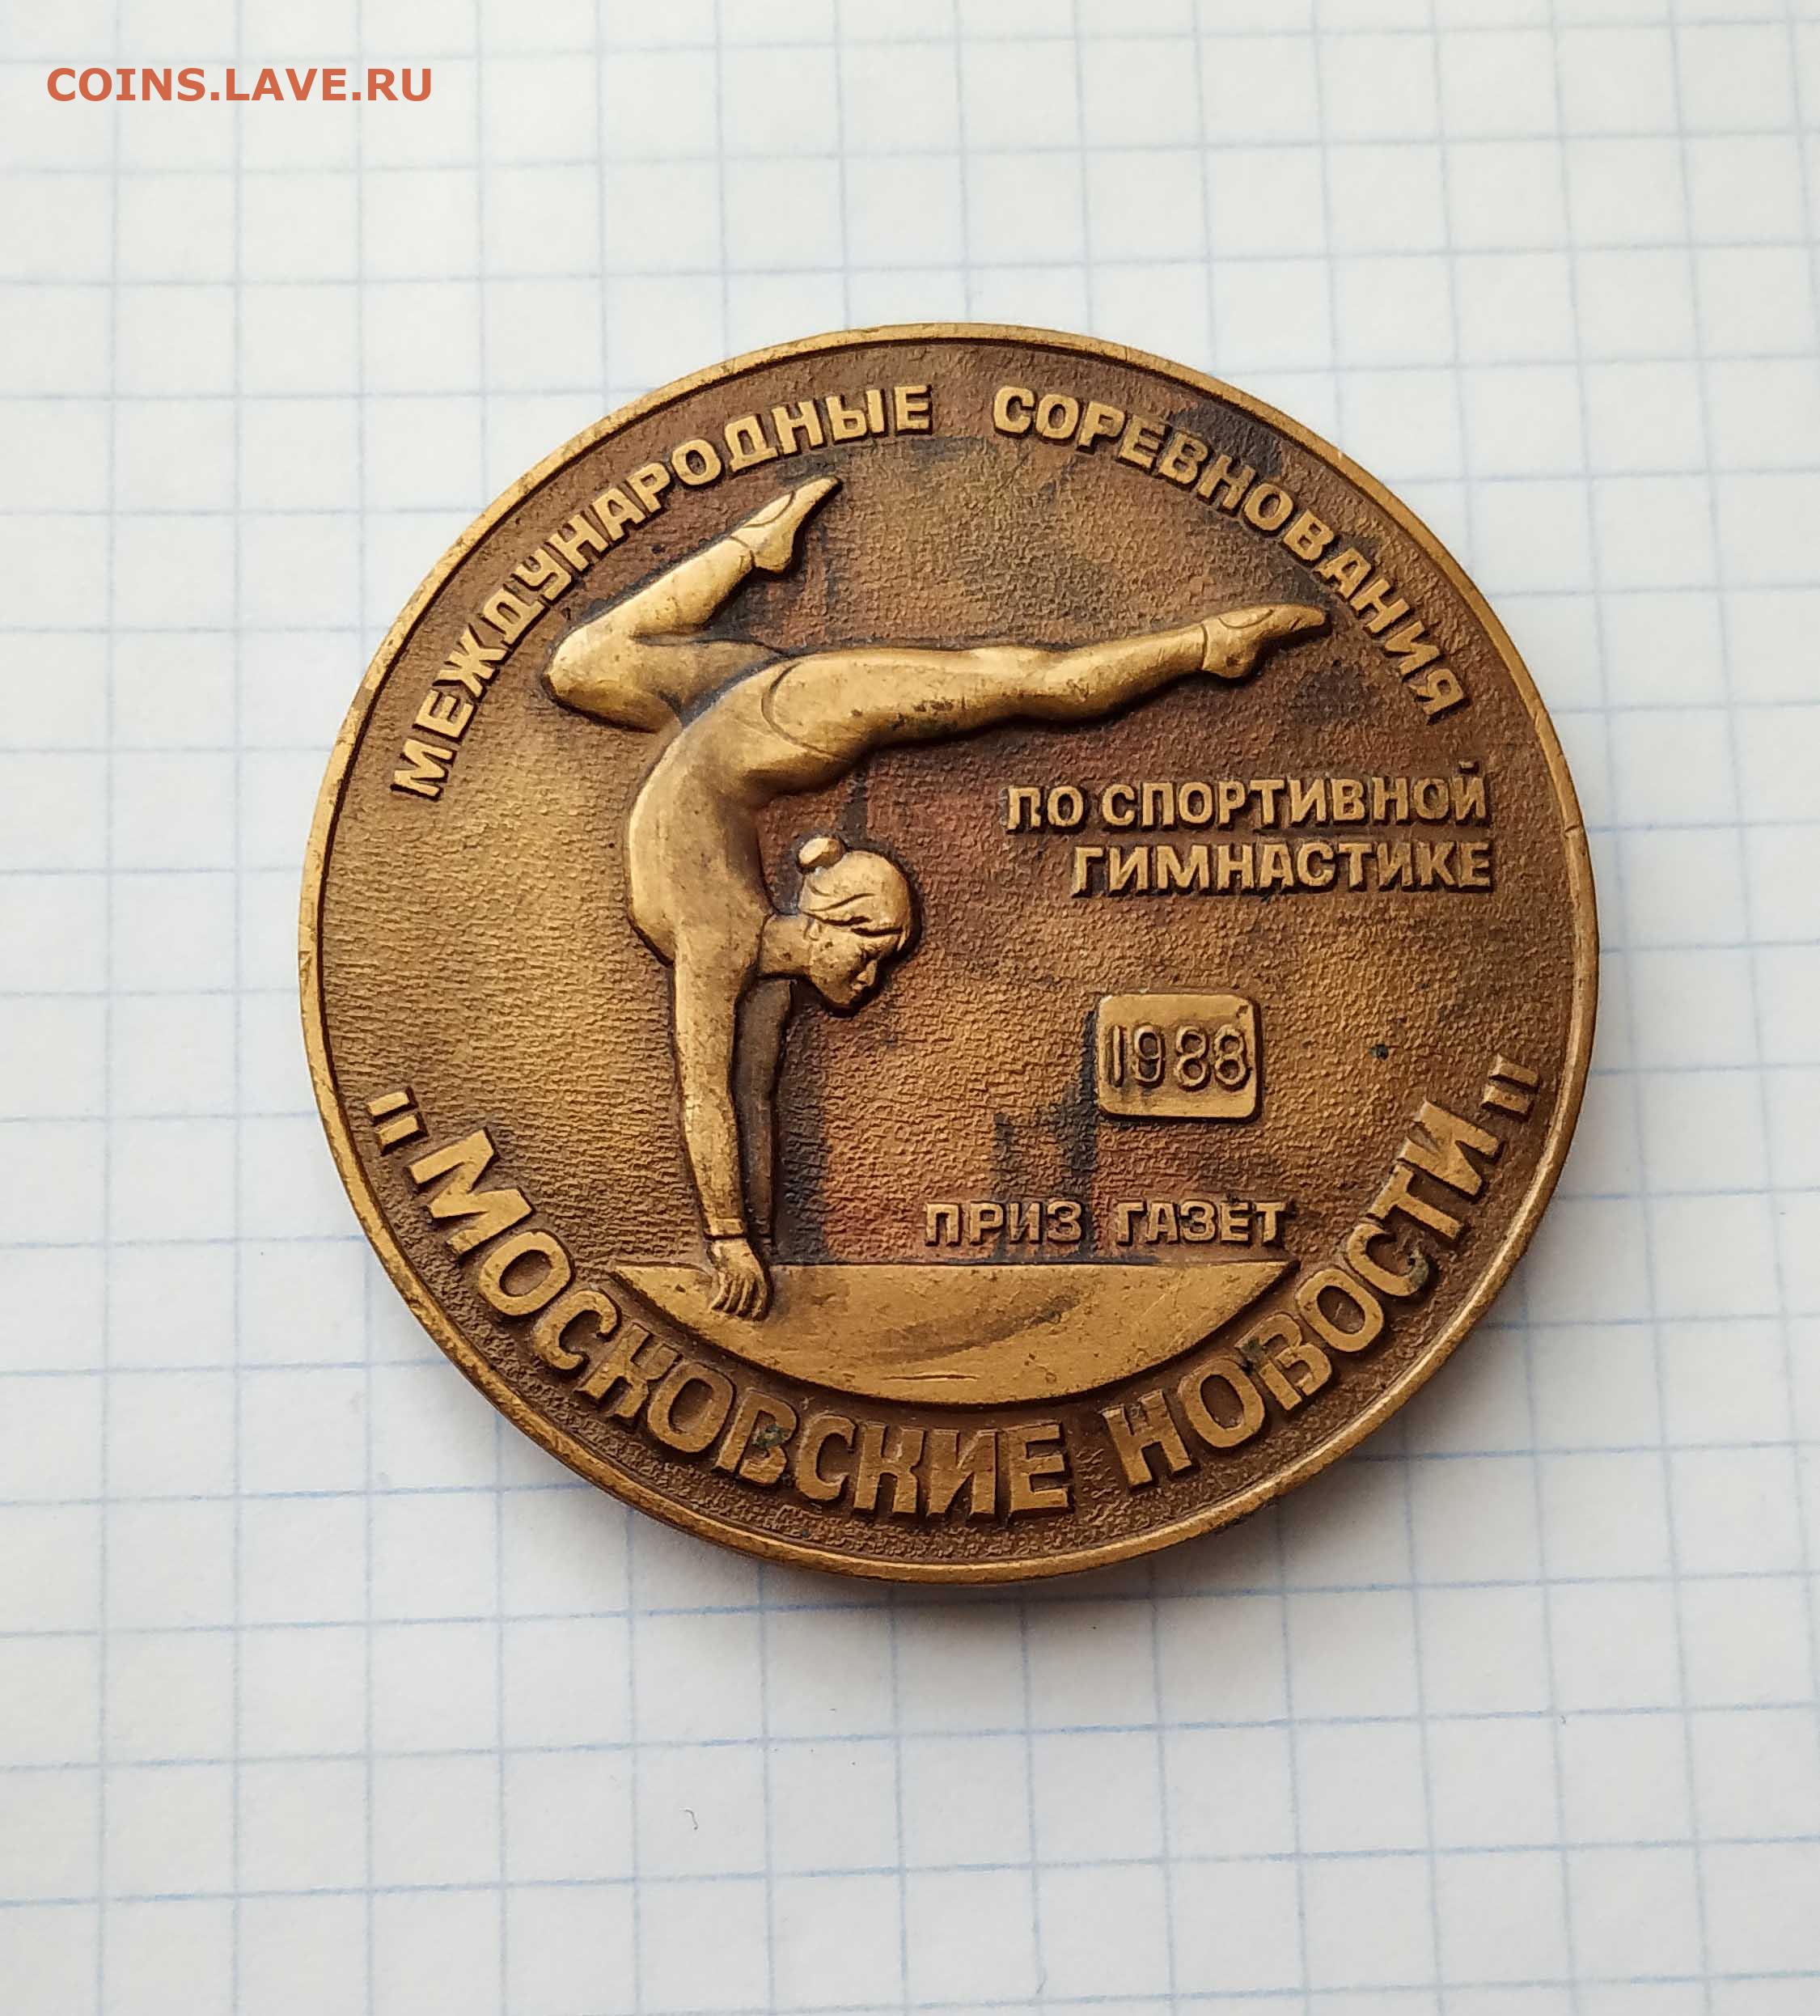 COINS.LAVE.RU
МЕЖДУНАРОДНЫЕ СОРЕВНОВАНИЯ
ПО СПОРТИВНОЙ
ГИМНАСТИКЕ
1988
ПРИЗ ГАЗЕТ
"МОСКОВСКИЕ НОВОСТИ"